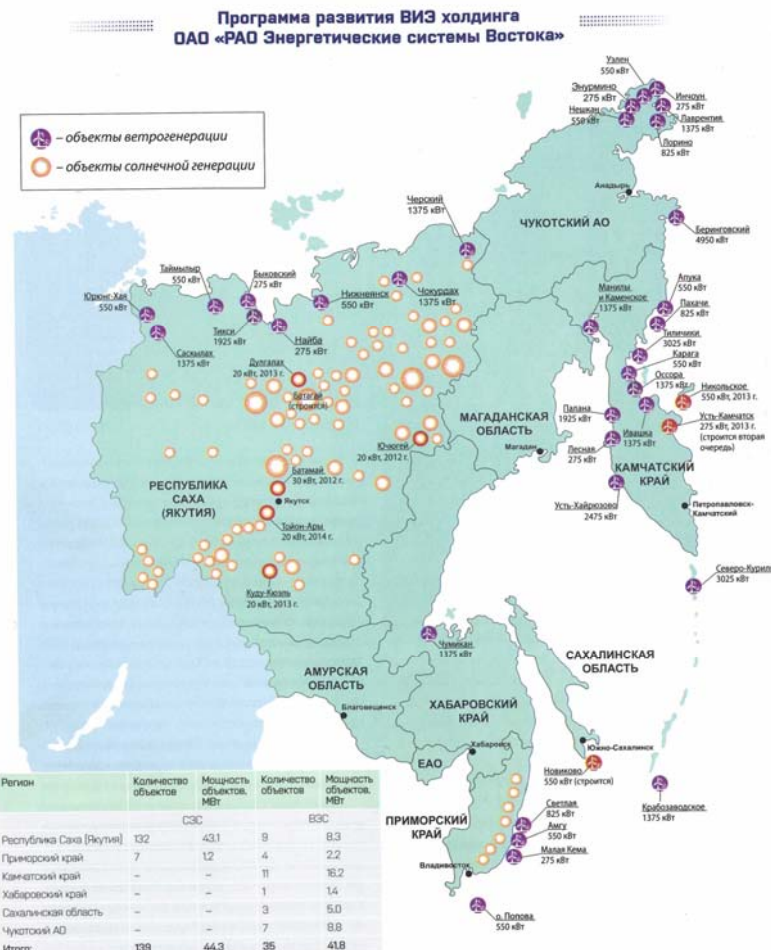 Программа развития ВИЭ холдинга
ОАО «РАО Энергетические системы Востока»
– объекты ветрогенерации
– объекты солнечной генерации
Уэлен
550 кВт
Энурмино
275 кВт
Инчоун
275 кВт
Нешкан
550 кВт
Лаврентия
1375 кВт
Лорино
825 кВт
Анадырь
ЧУКОТСКИЙ АО
Беринговский
4950 кВт
Черский
1375 кВт
Таймылыр
550 кВт
Быковский
275 кВт
Юрюнг-Хая
550 кВт
Тикси
1925 кВт
Найба
275 кВт
Нижнеянск
550 кВт
Чокурдах
1375 кВт
Саскылах
1375 кВт
Манилы
и Каменское
1375 кВт
Апука
550 кВт
Пахачи
825 кВт
Тиличики
3025 кВт
Карага
550 кВт
Оссора
1375 кВт
Никольское
550 кВт, 2013 г.
Усть-Камчатск
275 кВт, 2013 г.
(строится вторая
очередь)
Ивашка
1375 кВт
Палана
1925 кВт
Лесная
275 кВт
КАМЧАТСКИЙ
КРАЙ
Усть-Хайрюзово
2475 кВт
Петропавловск-
Камчатский
Дулгалах
20 кВт, 2013 г.
Батагай
(строится)
МАГАДАНСКАЯ
ОБЛАСТЬ
Магадан
Ючюгей
20 кВт, 2012 г.
РЕСПУБЛИКА
САХА
(ЯКУТИЯ)
Батамай
30 кВт, 2012 г.
Якутск
Тойон-Ары
20 кВт, 2014 г.
Куду-Кюэль
20 кВт, 2013 г.
Северо-Курильск
3025 кВт
Чумикан
1375 кВт
САХАЛИНСКАЯ
ОБЛАСТЬ
АМУРСКАЯ
ОБЛАСТЬ
Благовещенск
ХАБАРОВСКИЙ
КРАЙ
Хабаровск
ЕАО
Южно-Сахалинск
Новиково
550 кВт (строится)
Крабозаводское
1375 кВт
ПРИМОРСКИЙ
КРАЙ
Светлая
825 кВт
Амгу
550 кВт
Малая Кема
275 кВт
Владивосток
о. Попова
550 кВт
Регион Количество объектов Мощность объектов, МВт Количество объектов Мощность объектов, МВт
СЭС ВЭС
Республика Саха (Якутия) 132 43.1 9 8.3
Приморский край 7 1.2 4 2.2
Камчатский край – – 11 16.2
Хабаровский край – – 1 1.4
Сахалинская область – – 3 5.0
Чукотский АО – – 7 8.8
Итого: 139 44.3 35 41.8